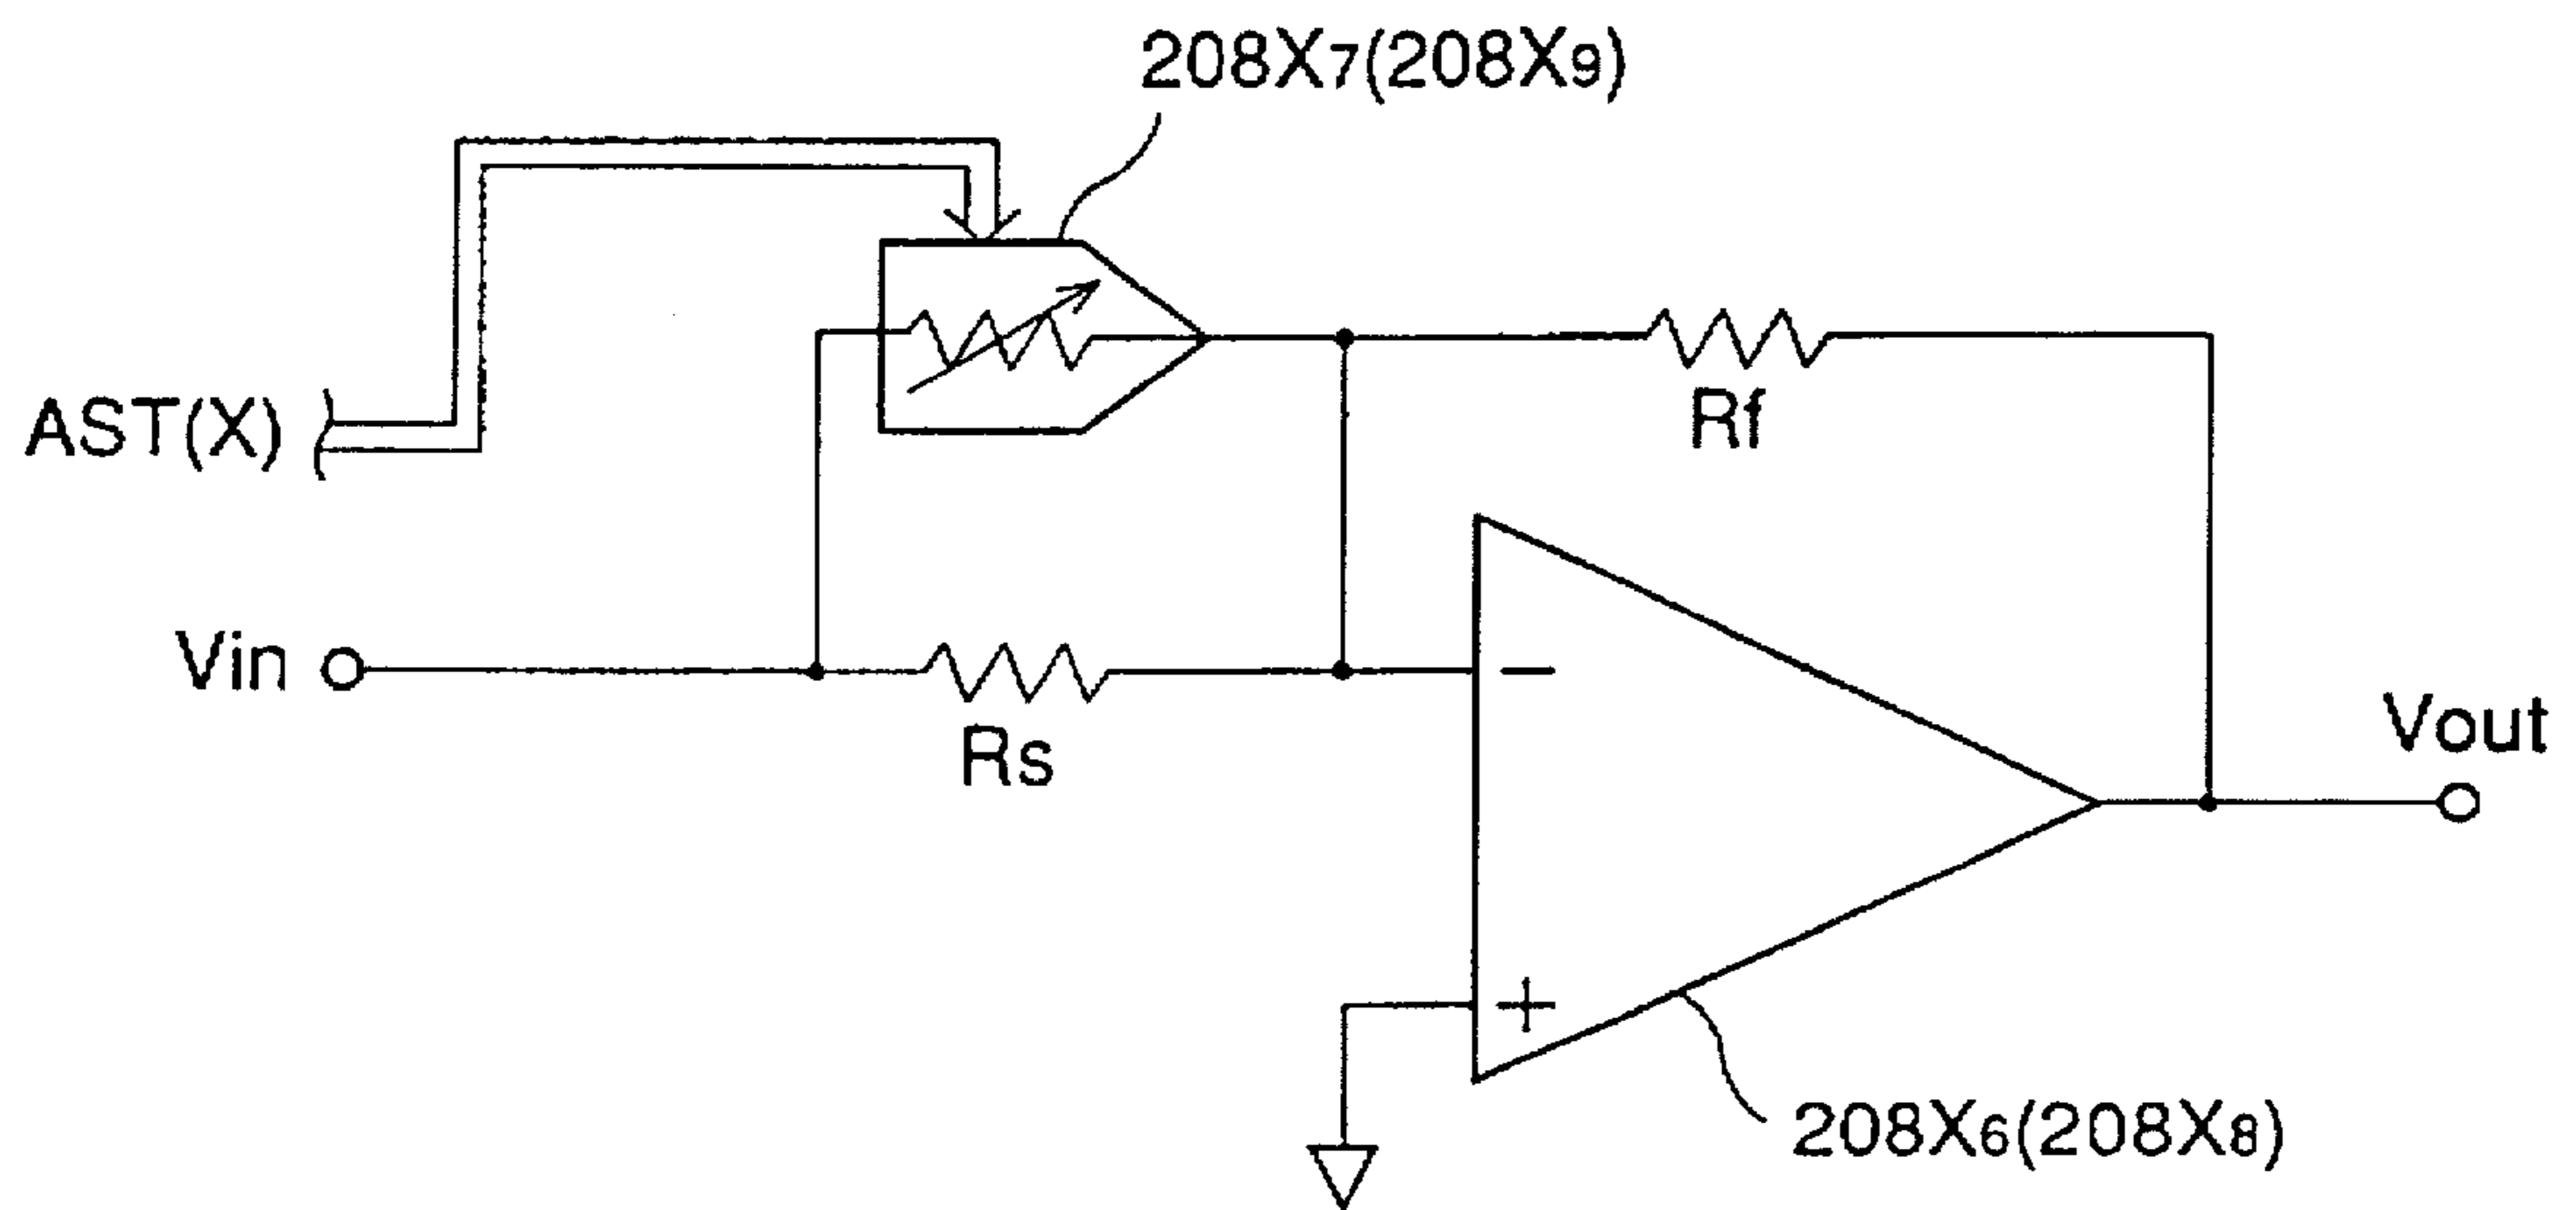 208X7(208X9)
AST(X)
Rf
Vin
Rs
−
Vout
+
208X6(208X8)